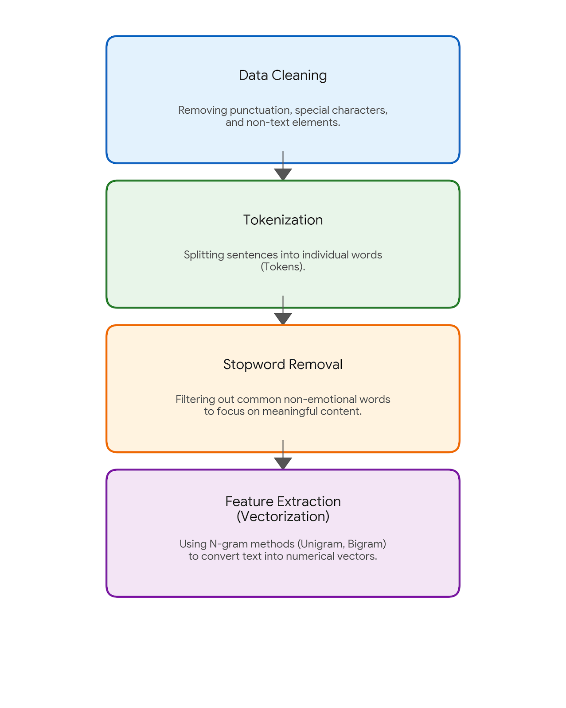 Data Cleaning
Removing punctuation, special characters,
and non-text elements.
Tokenization
Splitting sentences into individual words
(Tokens).
Stopword Removal
Filtering out common non-emotional words
to focus on meaningful content.
Feature Extraction
(Vectorization)
Using N-gram methods (Unigram, Bigram)
to convert text into numerical vectors.